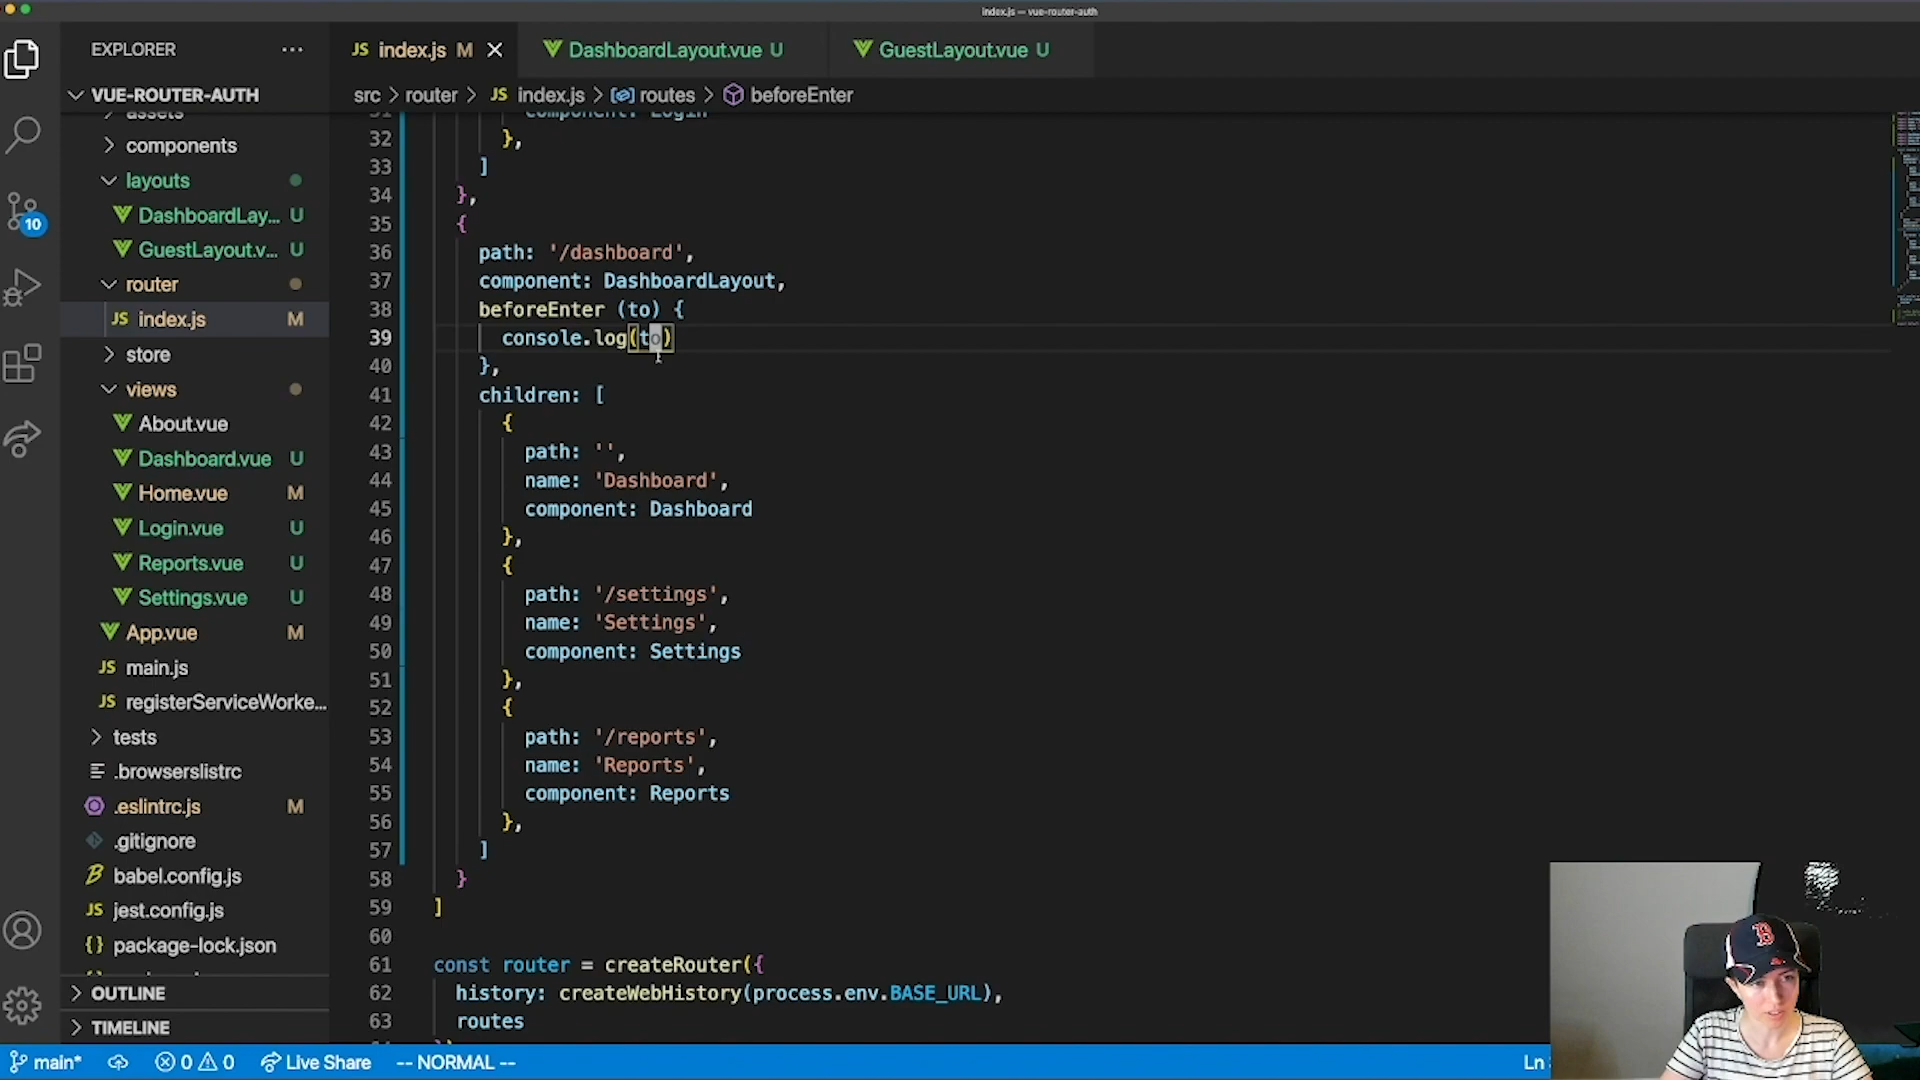 index.js — vue-router-auth
EXPLORER
index.js M
DashboardLayout.vue U
GuestLayout.vue U
VUE-ROUTER-AUTH
src > router > JS index.js > routes > beforeEnter
assets
components
layouts
DashboardLay... U
GuestLayout.v... U
router
JS index.js M
store
views
About.vue
Dashboard.vue U
Home.vue M
Login.vue U
Reports.vue U
Settings.vue U
App.vue M
JS main.js
JS registerServiceWorke...
tests
.browserslistrc
.eslintrc.js M
.gitignore
babel.config.js
JS jest.config.js
{} package-lock.json
OUTLINE
TIMELINE
10
31 component: Login
32 },
33 ]
34 },
35 {
36 path: '/dashboard',
37 component: DashboardLayout,
38 beforeEnter (to) {
39 console.log(to)
40 },
41 children: [
42 {
43 path: '',
44 name: 'Dashboard',
45 component: Dashboard
46 },
47 {
48 path: '/settings',
49 name: 'Settings',
50 component: Settings
51 },
52 {
53 path: '/reports',
54 name: 'Reports',
55 component: Reports
56 },
57 ]
58 }
59 ]
60
61 const router = createRouter({
62 history: createWebHistory(process.env.BASE_URL),
63 routes
main* 0 0 Live Share -- NORMAL -- Ln
B